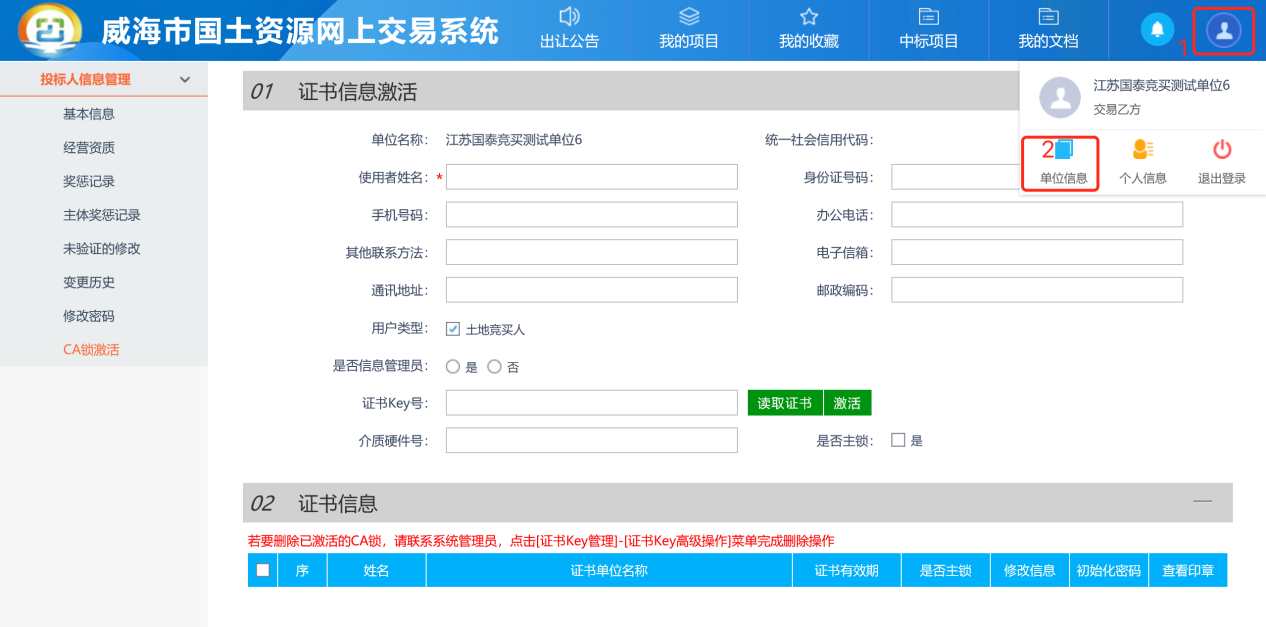 威海市国土资源网上交易系统
出让公告
我的项目
我的收藏
中标项目
我的文档
1
江苏国泰竞买测试单位6
交易乙方
2
单位信息
个人信息
退出登录
投标人信息管理
基本信息
经营资质
奖惩记录
主体奖惩记录
未验证的修改
变更历史
修改密码
CA锁激活
01 证书信息激活
单位名称: 江苏国泰竞买测试单位6 统一社会信用代码:
使用者姓名: * 身份证号码:
手机号码: 办公电话:
其他联系方法: 电子信箱:
通讯地址: 邮政编码:
用户类型: 土地竞买人
是否信息管理员: 是 否
证书Key号: 读取证书 激活
介质硬件号: 是否主锁: 是
02 证书信息
若要删除已激活的CA锁，请联系系统管理员，点击[证书Key管理]-[证书Key高级操作]菜单完成删除操作
序 姓名 证书单位名称 证书有效期 是否主锁 修改信息 初始化密码 查看印章